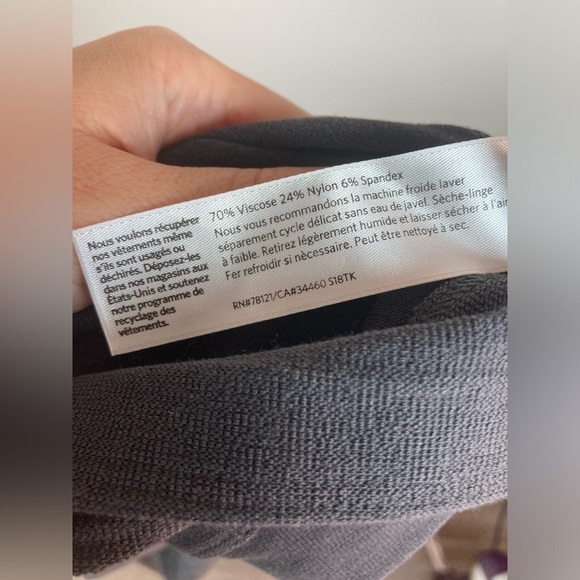 Nous voulons récupérer
nos vêtements même
s'ils sont usagés ou
déchirés. Déposez-les
dans nos magasins aux
États-Unis et soutenez
notre programme de
recyclage des
vêtements.
70% Viscose 24% Nylon 6% Spandex
Nous vous recommandons la machine froide laver
séparement cycle délicat sans eau de javel. Sèche-linge
à faible. Retirez légèrement humide et laisser sécher à l'air
Fer refroidir si nècessaire. Peut être nettoyé à sec.
RN#78121/CA#34460 S18TK